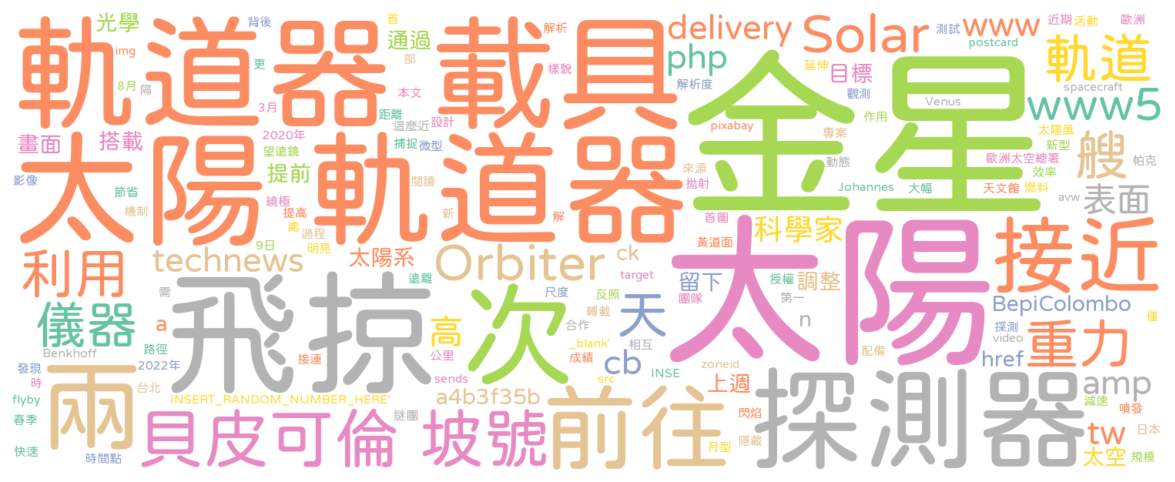 光學
背後
首
解析
delivery
Solar
www
測試
近期
活動
歐洲
postcard
軌道器
載具
img
更
通過
部
php
樣貌
延伸
目標
軌道
8月
隔
本文
解析度
觀測
spacecraft
金星
3月
距離
這麼近
設計
Venus
www5
畫面
搭載
2020年
捕捉
微型
pixabay
專案
作用
太陽風
新型
艘
望遠鏡
太陽
軌道器
來源
動態
歐洲太空總署
帕克
影像
節省
提前
閱讀
拋射
Johannes
大幅
天文館
效率
燃料
繞極
avw
表面
機制
提高
新
解
首圖
處
過程
科學家
黃道面
9日
明亮
太陽
接近
利用
technews
太陽系
遠離
Orbiter
ck
target
留下
團隊
授權
調整
飛掠
次
需
尺度
反照
第一
BepiColombo
儀器
a
高
轉載
天
n
僅
合作
探測
video
重力
Benkhoff
路徑
接連
公里
_blank'
相互
配備
發現
2022年
成績
cb
zoneid
href
時
台北
sends
src
INSE
上週
探測器
amp
flyby
兩
INSERT_RANDOM_NUMBER_HERE'
a4b3f35b
前往
閃焰
減速
噴發
春季
謎團
貝皮可倫
坡號
tw
日本
隱藏
快速
時間點
月型
太空
規模